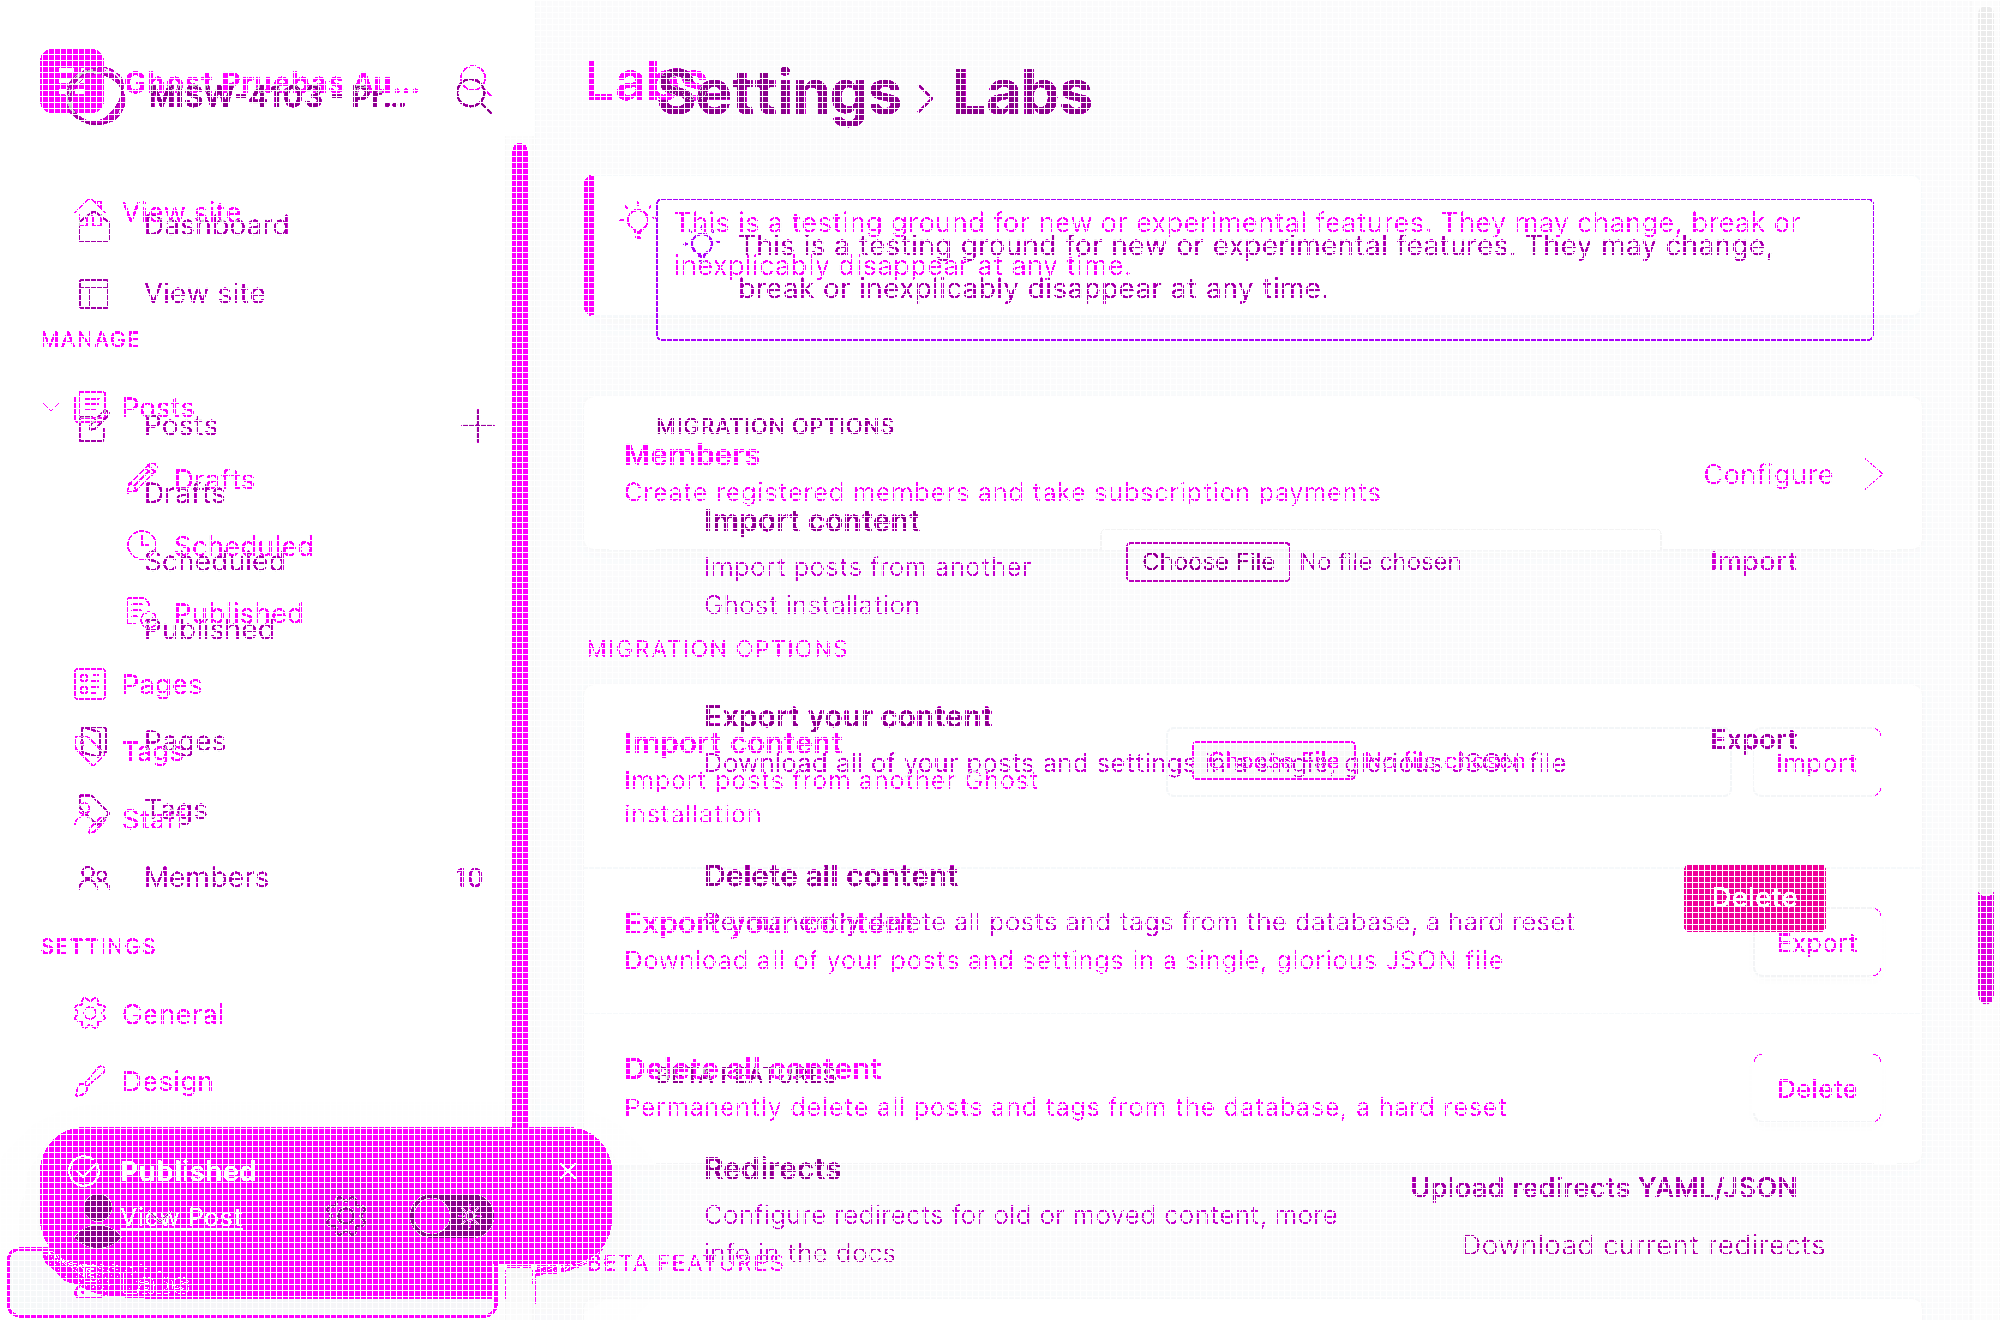 Ghost Pruebas Au...
MSW-4103 - Pr...
Labs
Settings › Labs
View site
Dashboard
View site
This is a testing ground for new or experimental features. They may change, break or
inexplicably disappear at any time.
This is a testing ground for new or experimental features. They may change,
break or inexplicably disappear at any time.
MANAGE
Posts
Posts
Drafts
Drafts
Scheduled
Scheduled
Published
Published
Pages
Pages
Tags
Tags
Staff
Members 10
SETTINGS
General
Design
Published
View Post
MIGRATION OPTIONS
Members
Create registered members and take subscription payments
Configure
Import content
Import posts from another
Ghost installation
Choose File No file chosen
Import
MIGRATION OPTIONS
Export your content
Download all of your posts and settings in a single, glorious JSON file
Export
Import content
Import posts from another Ghost
installation
Choose File No file chosen
Import
Delete all content
Permanently delete all posts and tags from the database, a hard reset
Delete
Export your content
Download all of your posts and settings in a single, glorious JSON file
Export
Delete all content
Permanently delete all posts and tags from the database, a hard reset
Delete
BETA FEATURES
Redirects
Configure redirects for old or moved content, more
info in the docs
Upload redirects YAML/JSON
Download current redirects
BETA FEATURES